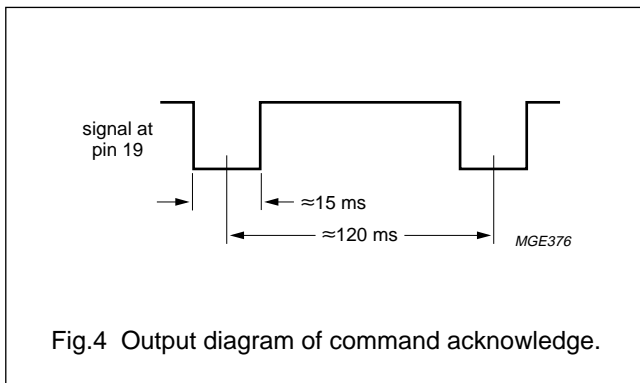 signal at
pin 19
≈15 ms
≈120 ms
MGE376
Fig.4 Output diagram of command acknowledge.